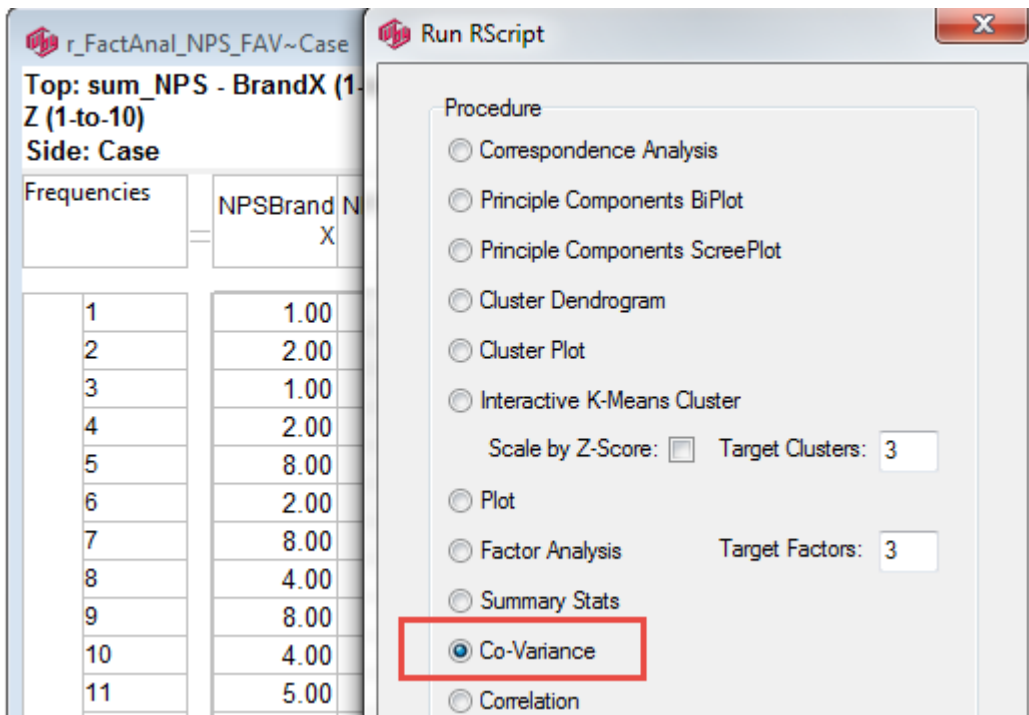 r_FactAnal_NPS_FAV~Case
Top: sum_NPS - BrandX (1-
Z (1-to-10)
Side: Case
Frequencies
NPSBrand N
X
1 1.00
2 2.00
3 1.00
4 2.00
5 8.00
6 2.00
7 8.00
8 4.00
9 8.00
10 4.00
11 5.00
Run RScript
Procedure
Correspondence Analysis
Principle Components BiPlot
Principle Components ScreePlot
Cluster Dendrogram
Cluster Plot
Interactive K-Means Cluster
Scale by Z-Score: Target Clusters: 3
Plot
Factor Analysis Target Factors: 3
Summary Stats
Co-Variance
Correlation